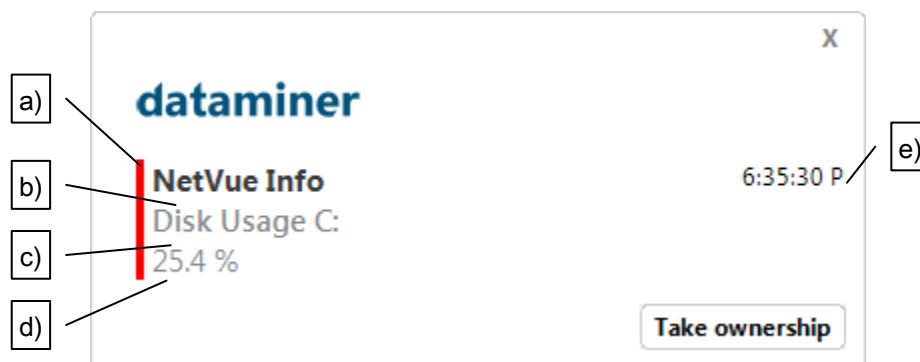 X
a)
dataminer
e)
NetVue Info 6:35:30 P
b)
Disk Usage C:
c)
25.4 %
d)
Take ownership